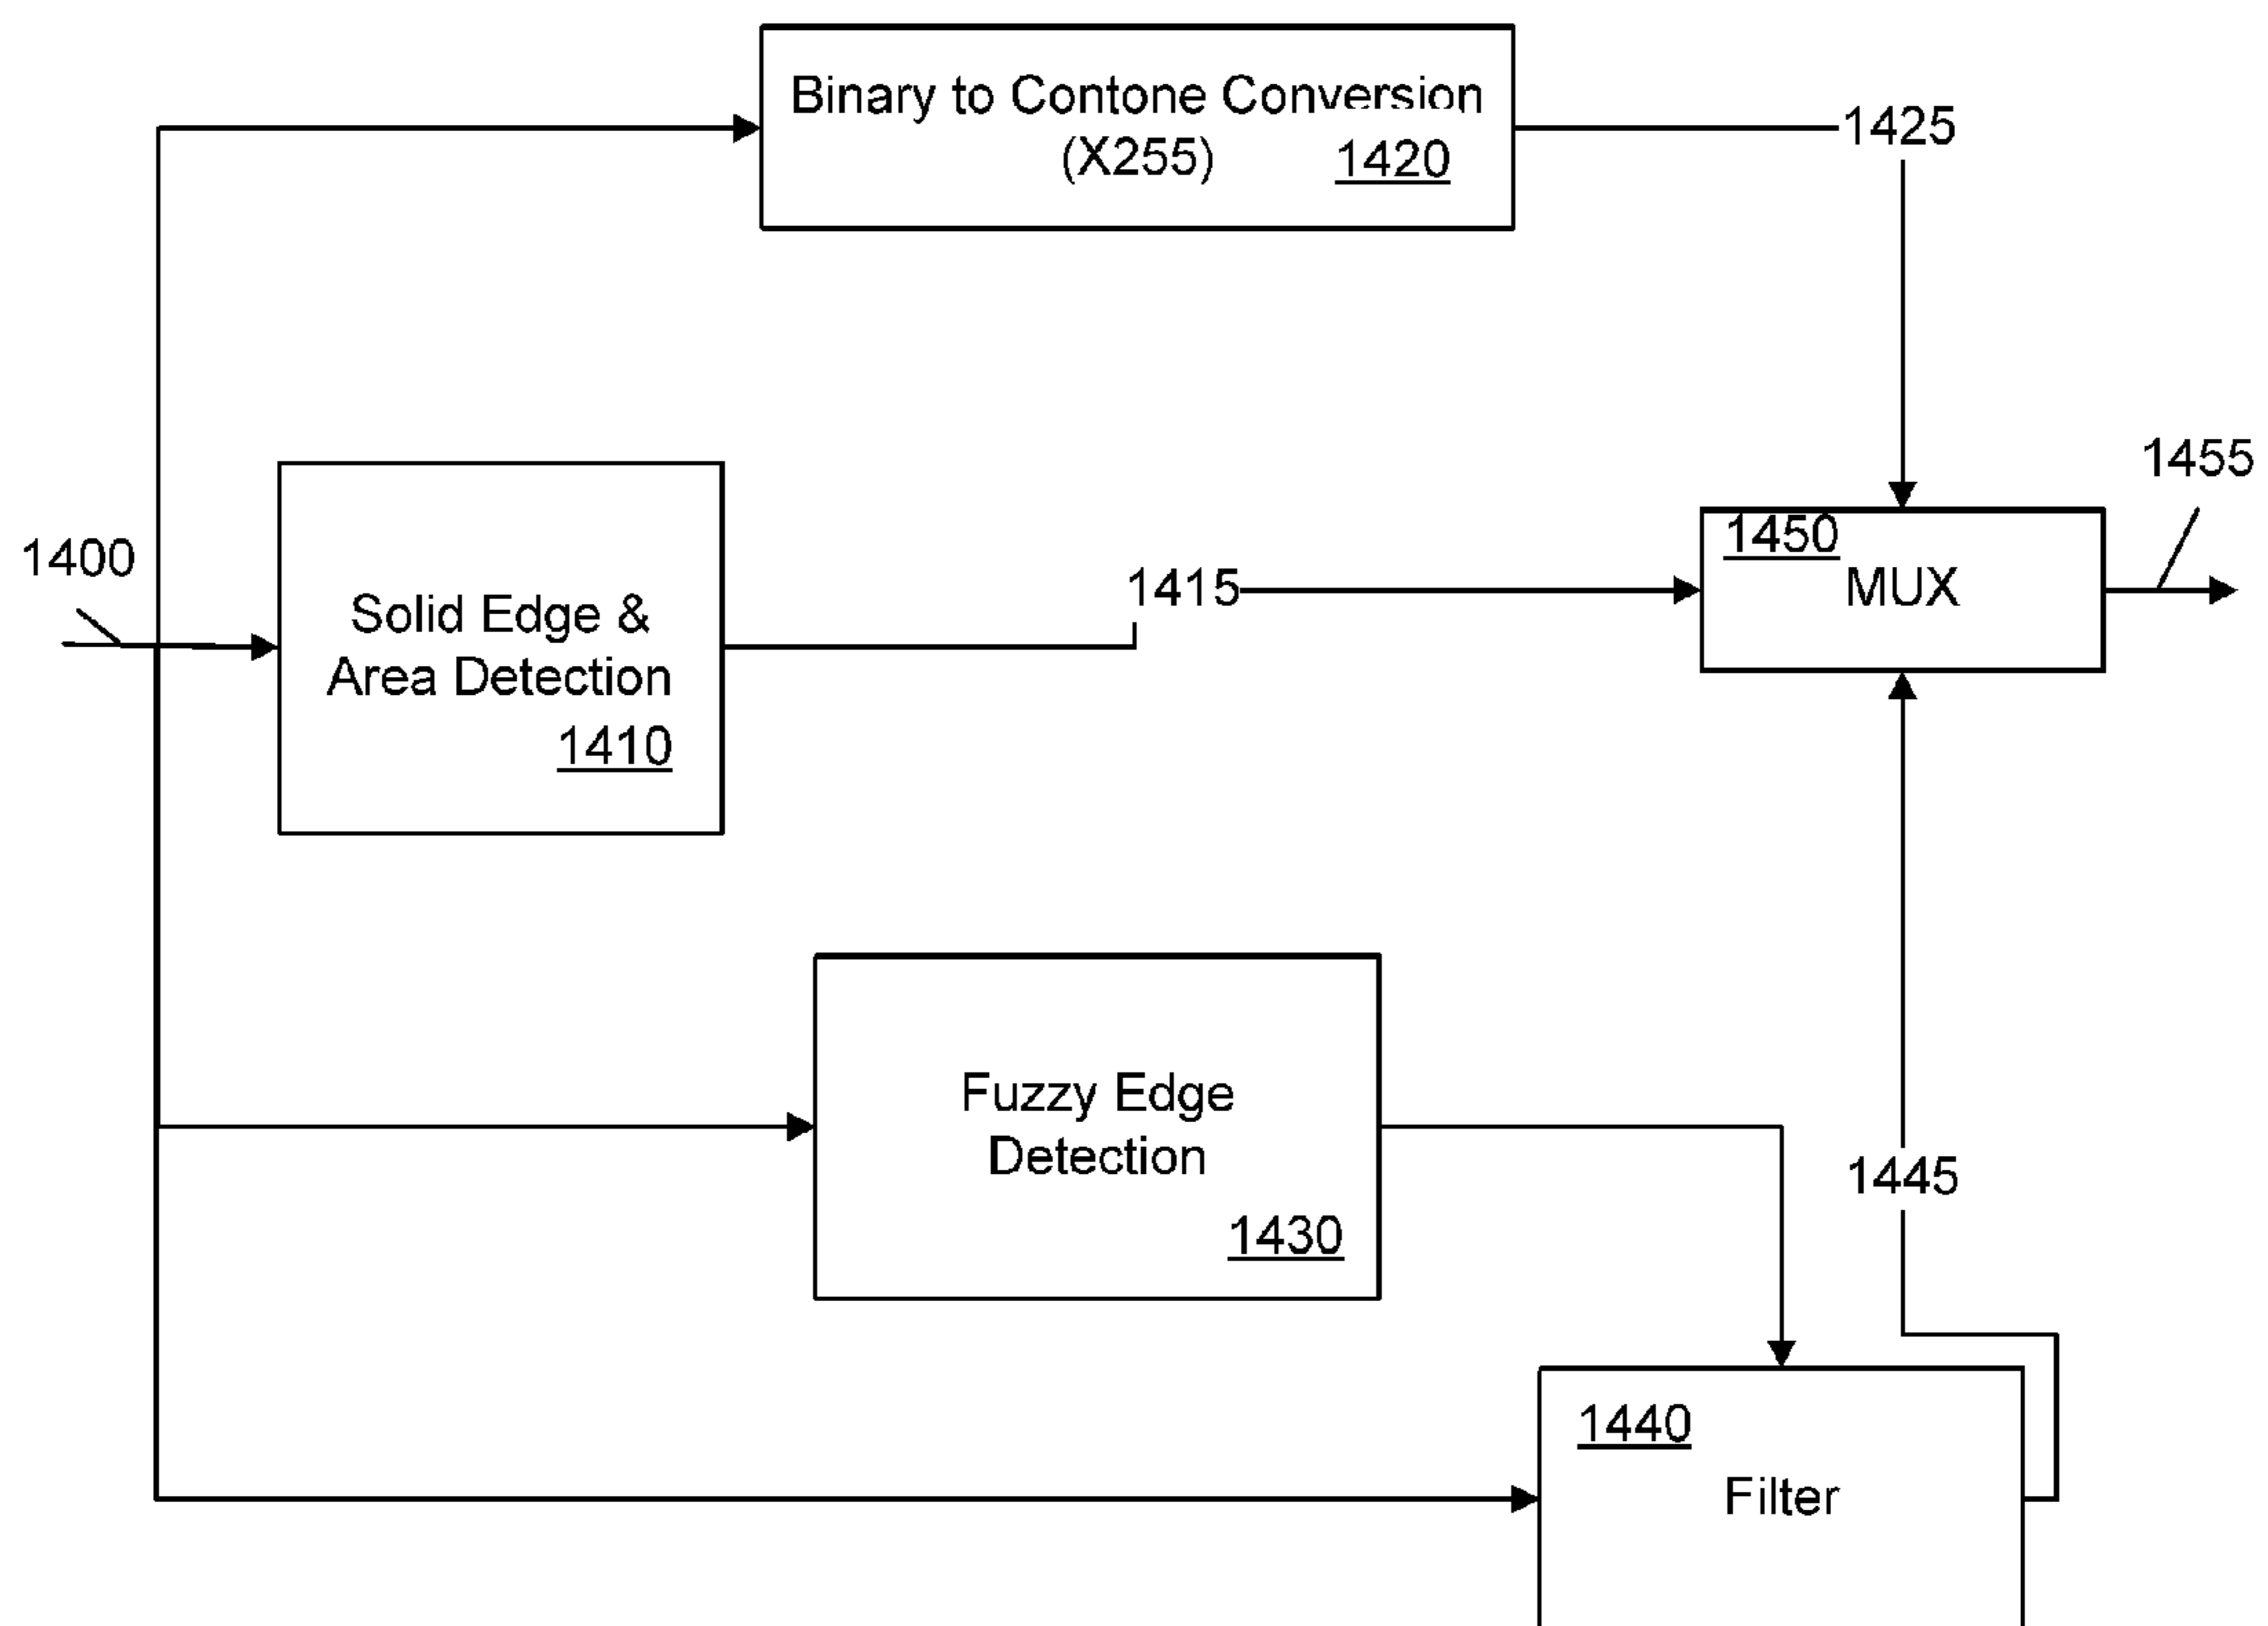 Binary to Contone Conversion
(X255) 1420
1425
1455
1400
Solid Edge &
Area Detection
1410
1415
1450
MUX
Fuzzy Edge
Detection
1430
1445
1440
Filter